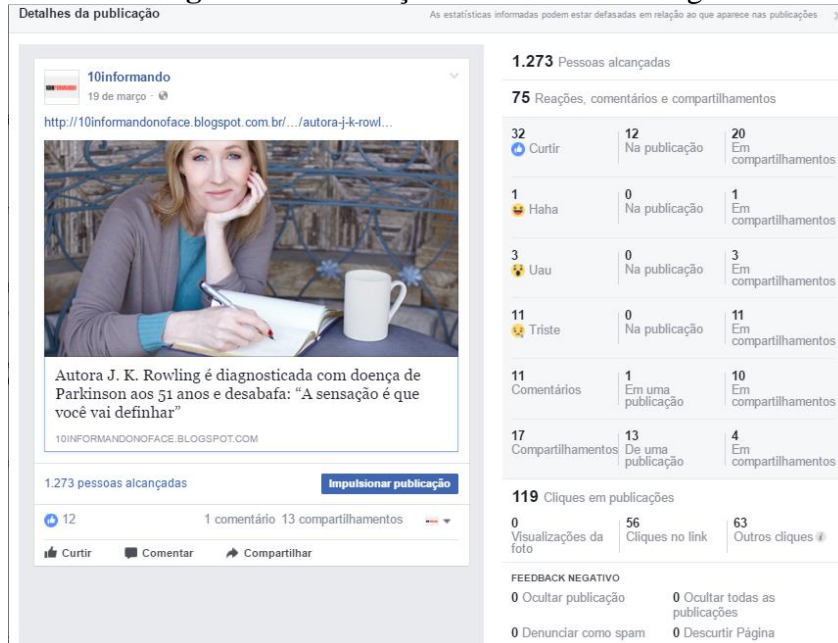 Detalhes da publicação
As estatísticas informadas podem estar defasadas em relação ao que aparece nas publicações
10informando
19 de março
http://10informandonoface.blogspot.com.br/.../autora-j-k-rowl...
Autora J. K. Rowling é diagnosticada com doença de
Parkinson aos 51 anos e desabafa: “A sensação é que
você vai definhar”
10INFORMANDONOFACE.BLOGSPOT.COM
1.273 pessoas alcançadas
Impulsionar publicação
12
1 comentário 13 compartilhamentos
Curtir Comentar Compartilhar
1.273 Pessoas alcançadas
75 Reações, comentários e compartilhamentos
32 12 20
Curtir Na publicação Em
compartilhamentos
1 0 1
Haha Na publicação Em
compartilhamentos
3 0 3
Uau Na publicação Em
compartilhamentos
11 0 11
Triste Na publicação Em
compartilhamentos
11 1 10
Comentários Em uma Em
publicação compartilhamentos
17 13 4
Compartilhamentos De uma Em
publicação compartilhamentos
119 Cliques em publicações
0 56 63
Visualizações da Cliques no link Outros cliques
foto
FEEDBACK NEGATIVO
0 Ocultar publicação 0 Ocultar todas as
publicações
0 Denunciar como spam 0 Descurtir Página